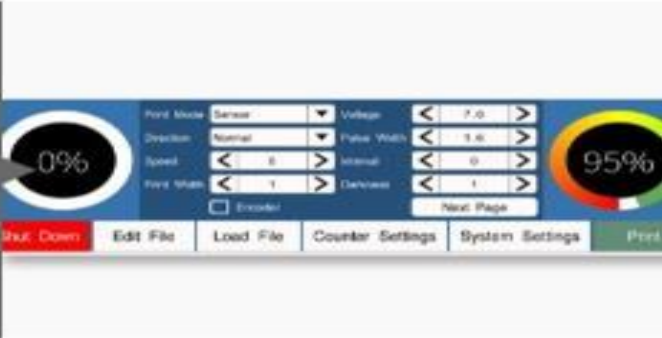 0%
Print Mode Sensor
Voltage < 7.0 >
Direction Normal
Pulse Width < 1.6 >
Speed < 8 >
Interval < 0 >
Print Width < 1 >
Darkness < 1 >
Encoder
Next Page
95%
Shut Down
Edit File
Load File
Counter Settings
System Settings
Print